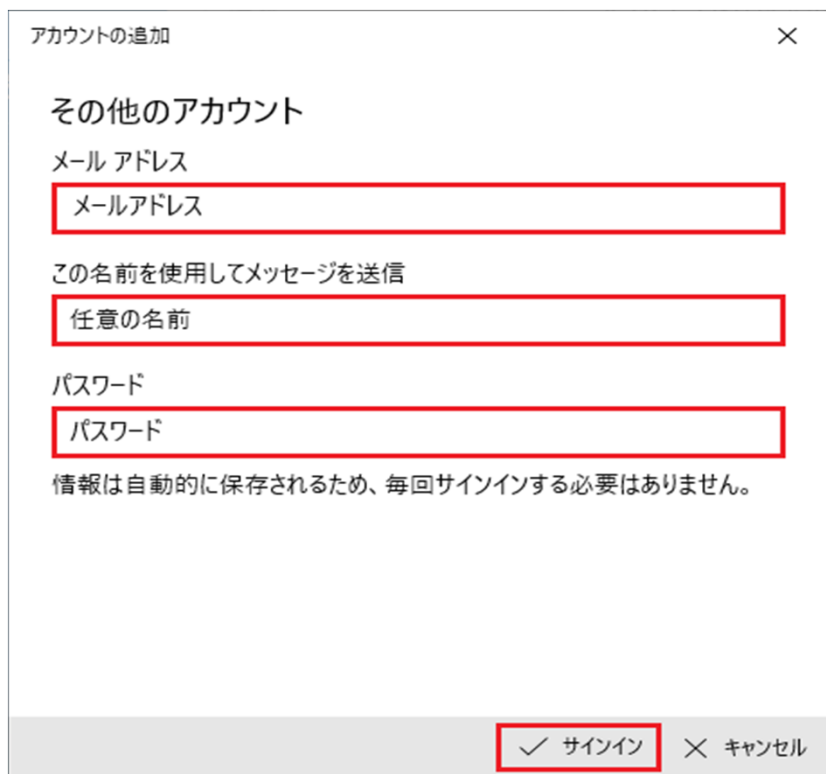 アカウントの追加
その他のアカウント
メール アドレス
メールアドレス
この名前を使用してメッセージを送信
任意の名前
パスワード
パスワード
情報は自動的に保存されるため、毎回サインインする必要はありません。
サインイン キャンセル